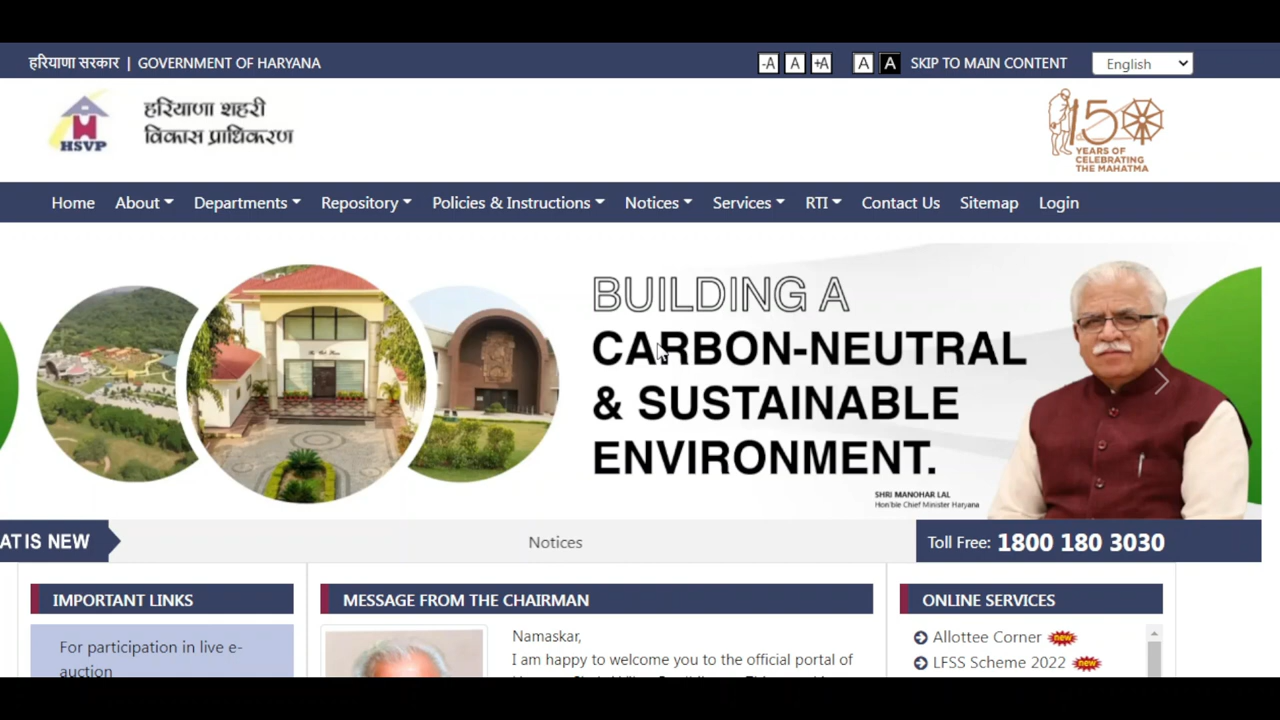 हरियाणा सरकार | GOVERNMENT OF HARYANA
-A A +A A A SKIP TO MAIN CONTENT English
HSVP
हरियाणा शहरी
विकास प्राधिकरण
150
YEARS OF
CELEBRATING
THE MAHATMA
Home About Departments Repository Policies & Instructions Notices Services RTI Contact Us Sitemap Login
BUILDING A
CARBON-NEUTRAL
& SUSTAINABLE
ENVIRONMENT.
SHRI MANOHAR LAL
Hon'ble Chief Minister Haryana
AT IS NEW Notices Toll Free: 1800 180 3030
IMPORTANT LINKS
For participation in live e-
auction
MESSAGE FROM THE CHAIRMAN
Namaskar,
I am happy to welcome you to the official portal of
ONLINE SERVICES
Allottee Corner new
LFSS Scheme 2022 new